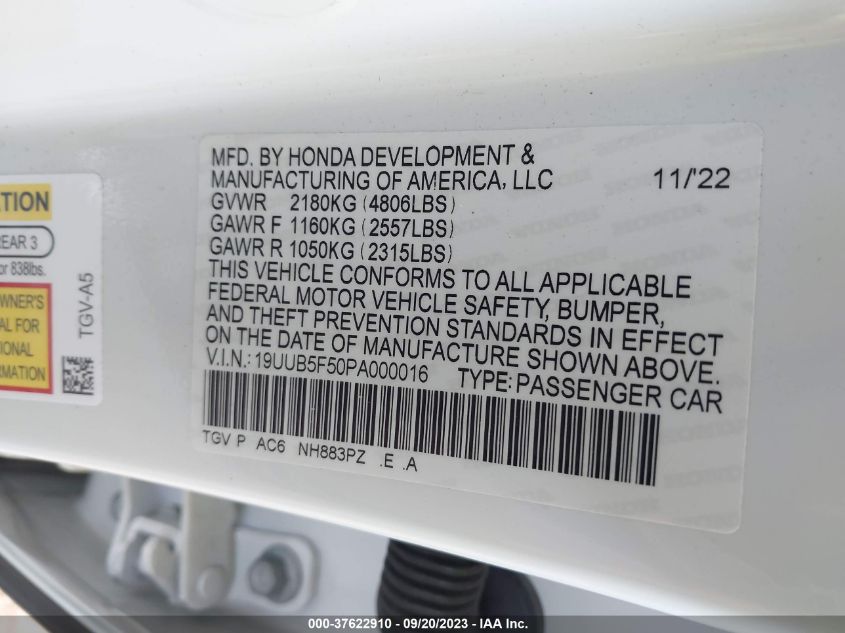 ATION
REAR 3
or 838lbs.
OWNER'S
AL FOR
IONAL
RMATION
TGV-A5
MFD. BY HONDA DEVELOPMENT &
MANUFACTURING OF AMERICA, LLC 11/'22
GVWR 2180KG (4806LBS)
GAWR F 1160KG (2557LBS)
GAWR R 1050KG (2315LBS)
THIS VEHICLE CONFORMS TO ALL APPLICABLE
FEDERAL MOTOR VEHICLE SAFETY, BUMPER,
AND THEFT PREVENTION STANDARDS IN EFFECT
ON THE DATE OF MANUFACTURE SHOWN ABOVE.
V.I.N.: 19UUB5F50PA000016 TYPE: PASSENGER CAR
TGV P AC6 NH883PZ .E .A
000-37622910 - 09/20/2023 - IAA Inc.